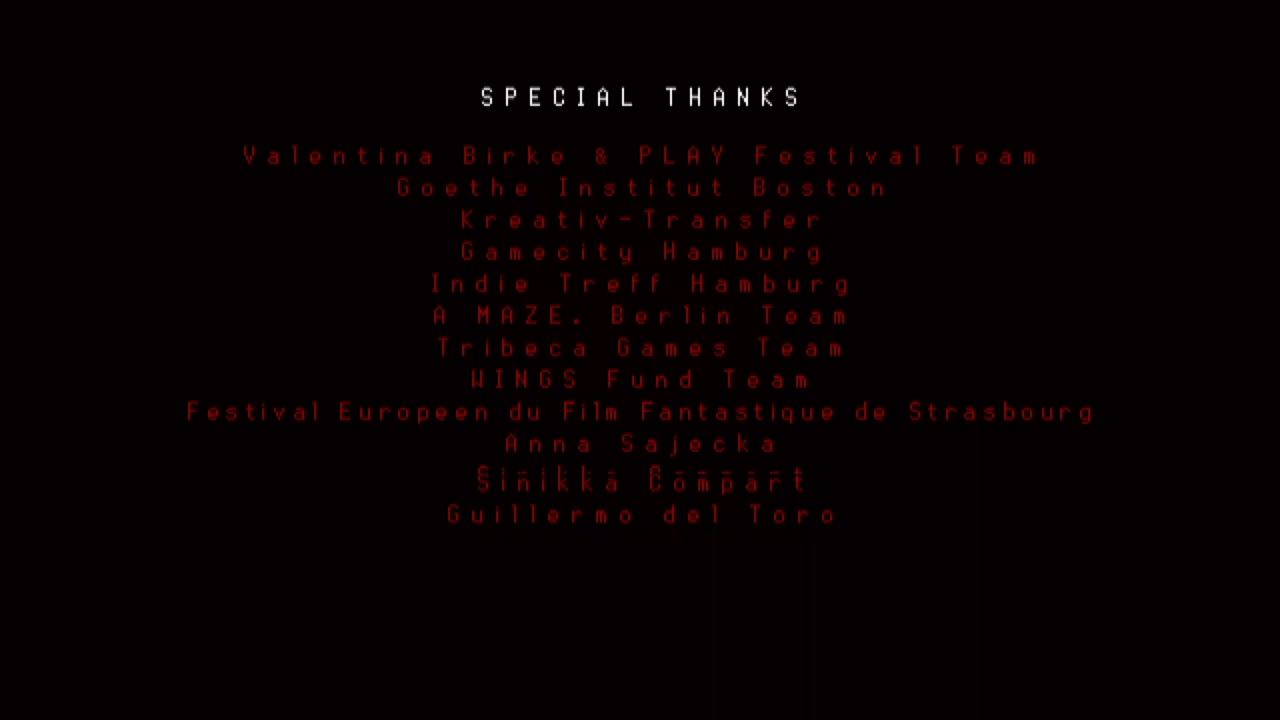 SPECIAL THANKS
Valentina Birke & PLAY Festival Team
Goethe Institut Boston
Kreativ-Transfer
Gamecity Hamburg
Indie Treff Hamburg
A MAZE. Berlin Team
Tribeca Games Team
WINGS Fund Team
Festival Europeen du Film Fantastique de Strasbourg
Anna Sajecka
Sinikka Compart
Guillermo del Toro